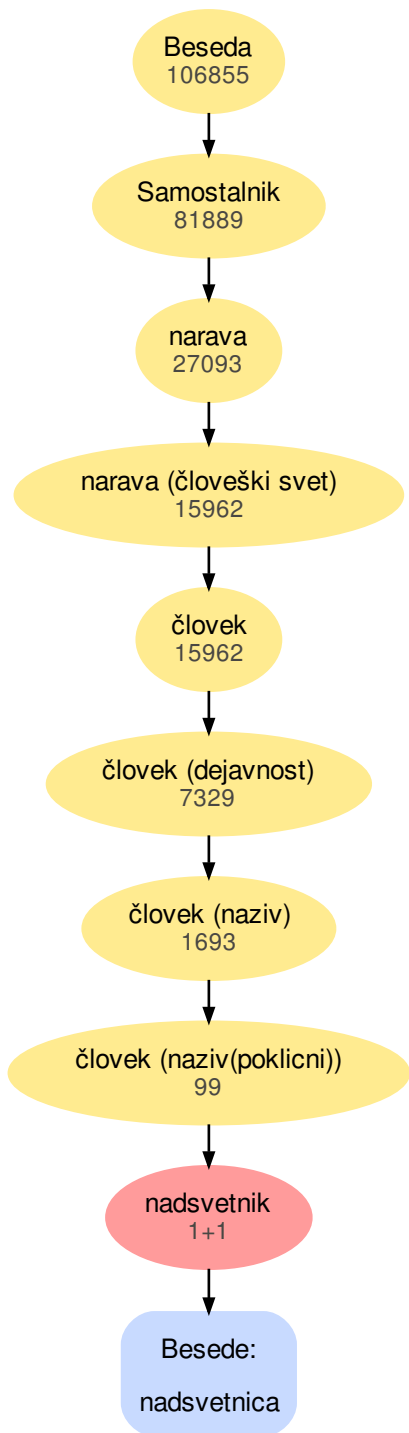 Beseda
106855
Samostalnik
81889
narava
27093
narava (človeški svet)
15962
človek
15962
človek (dejavnost)
7329
človek (naziv)
1693
človek (naziv(poklicni))
99
nadsvetnik
1+1
Besede:
nadsvetnica